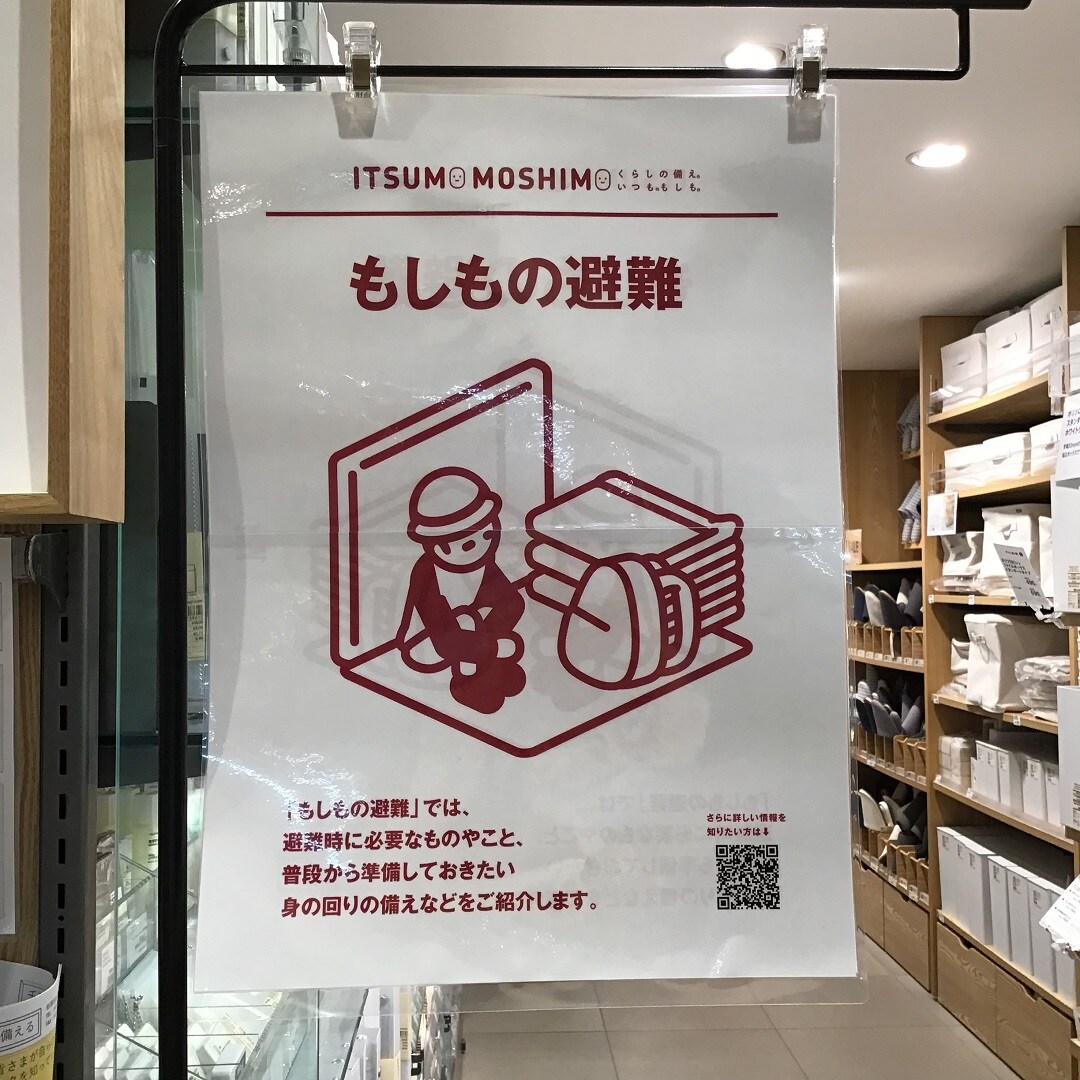 ITSUMO MOSHIMO
くらしの備え。
いつも。もしも。
もしもの避難
「もしもの避難」では、
避難時に必要なものやこと、
普段から準備しておきたい
身の回りの備えなどをご紹介します。
さらに詳しい情報を
知りたい方は⬇
備える